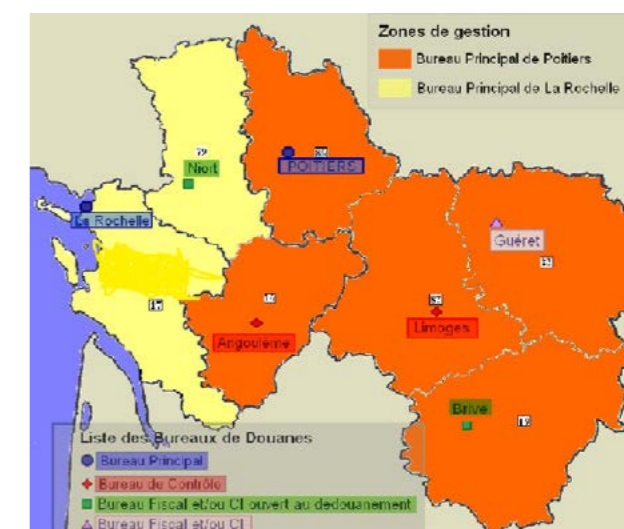 Zones de gestion
Bureau Principal de Poitiers
Bureau Principal de La Rochelle
79
Niort
POITIERS
La Rochelle
Guéret
23
17
16
Angoulême
87
Limoges
Brive
19
Liste des Bureaux de Douanes
Bureau Principal
Bureau de Contrôle
Bureau Fiscal et/ou CI ouvert au dédouanement
Bureau Fiscal et/ou CI